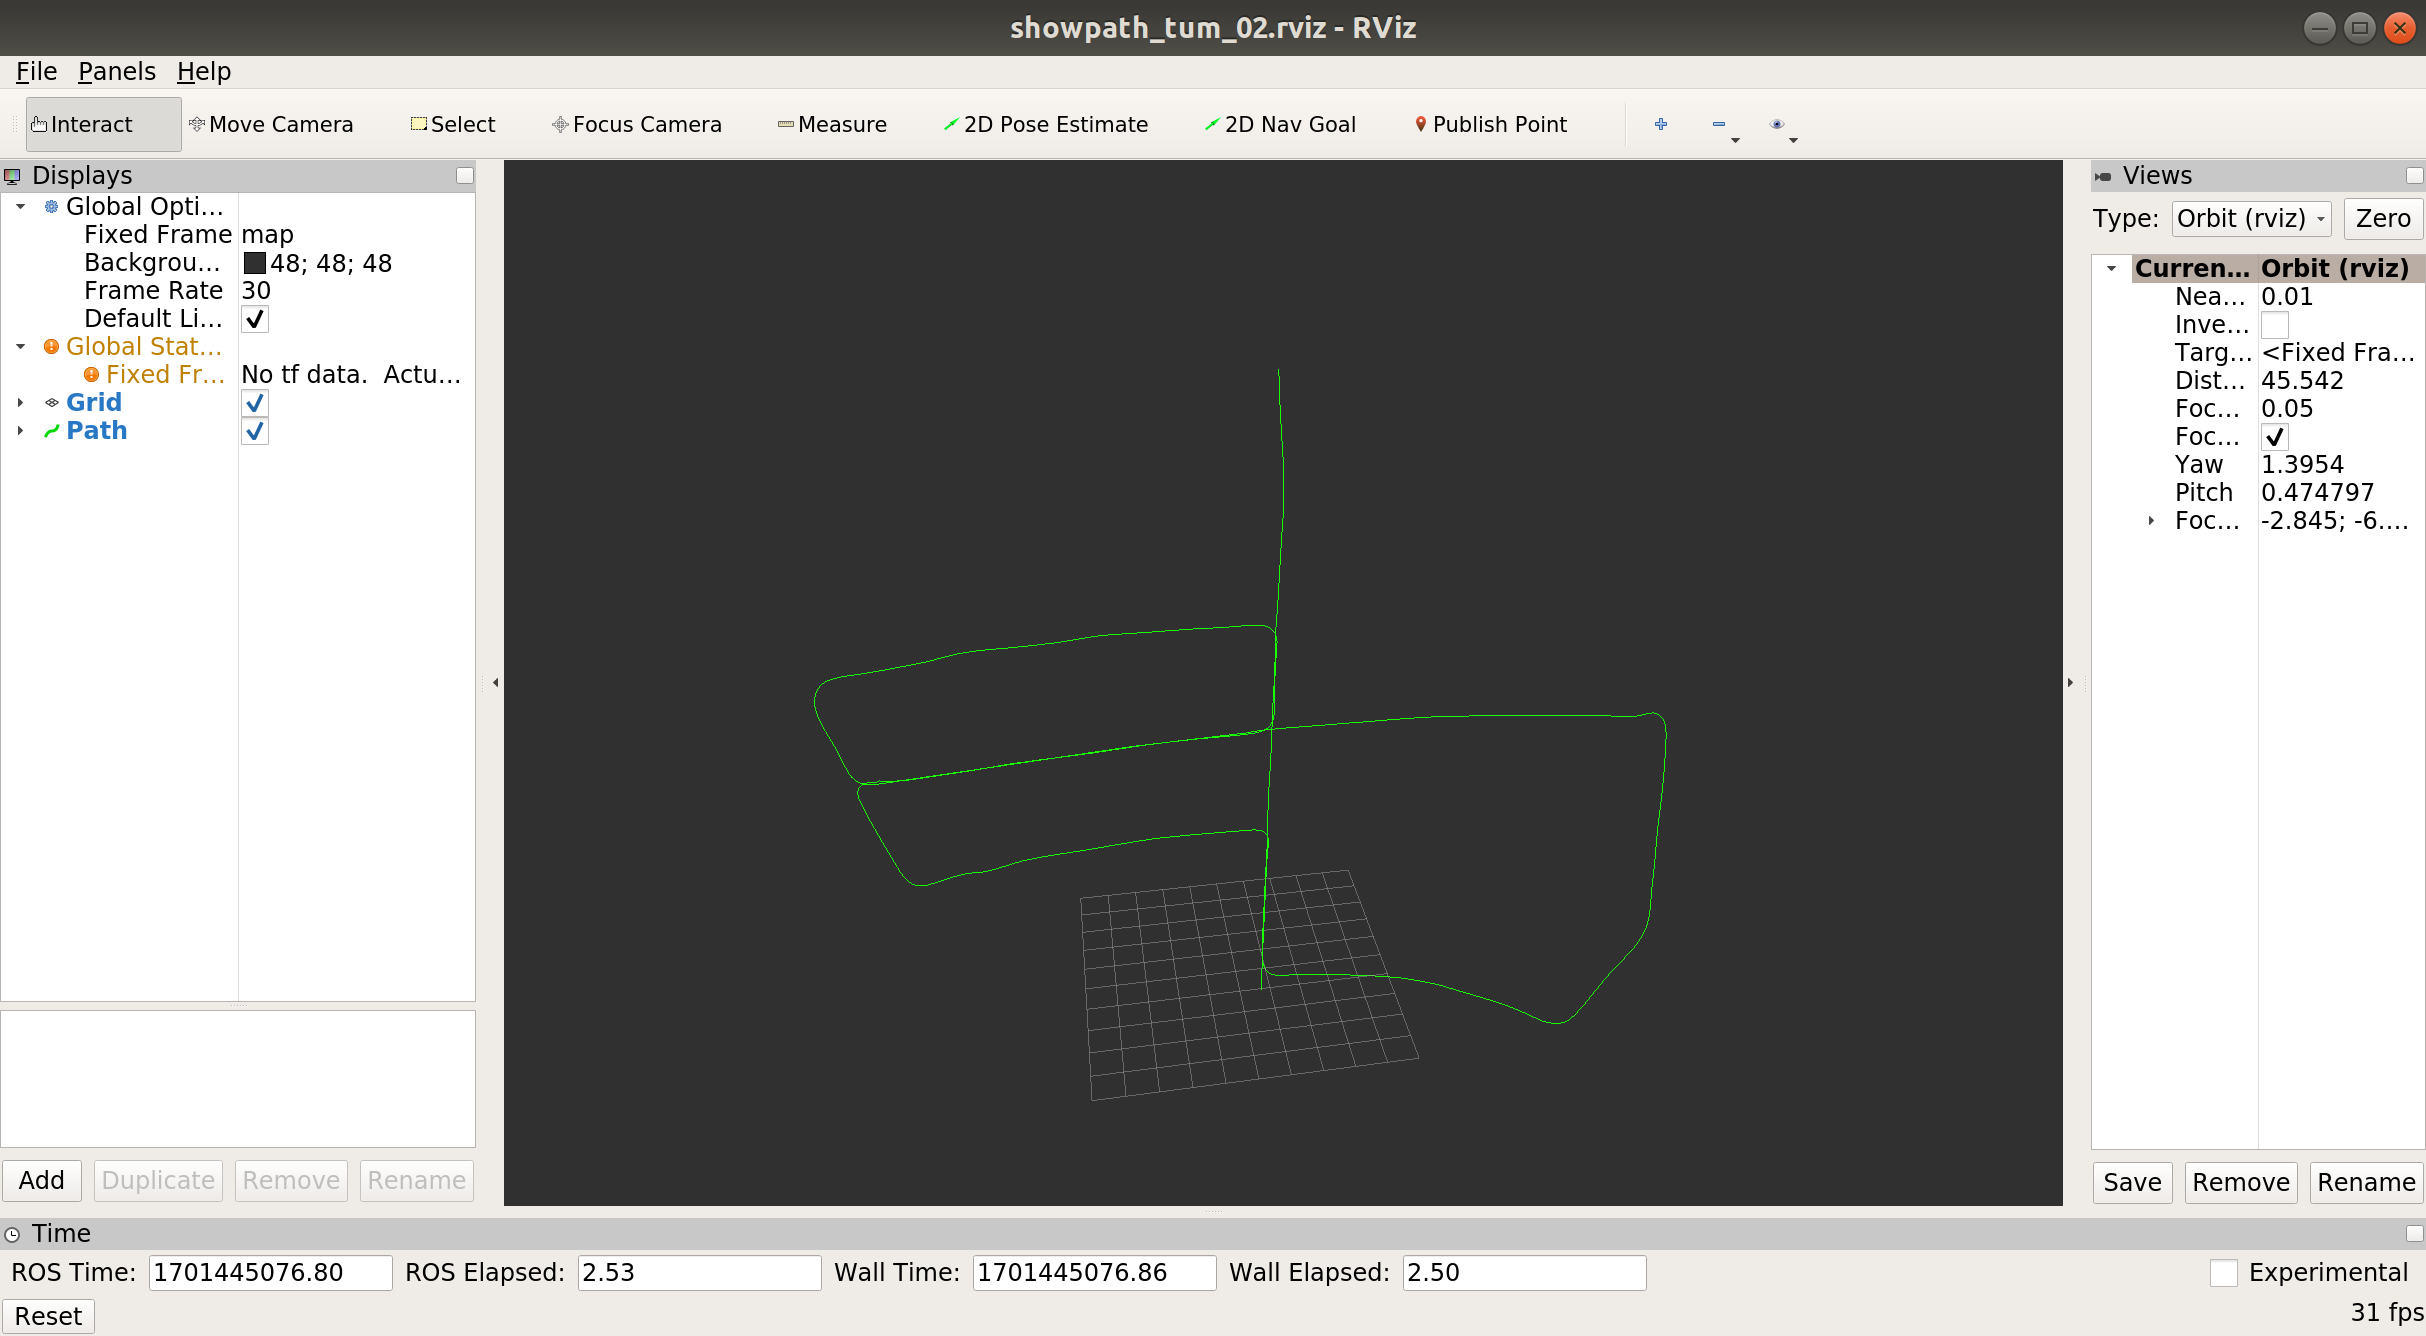 showpath_tum_02.rviz - RViz
File Panels Help
Interact Move Camera Select Focus Camera Measure 2D Pose Estimate 2D Nav Goal Publish Point
Displays
Global Opti...
Fixed Frame map
Backgrou... 48; 48; 48
Frame Rate 30
Default Li...
Global Stat...
Fixed Fr... No tf data. Actu...
Grid
Path
Add Duplicate Remove Rename
Views
Type: Orbit (rviz) Zero
Curren... Orbit (rviz)
Nea... 0.01
Inve...
Targ... <Fixed Fra...
Dist... 45.542
Foc... 0.05
Foc...
Yaw 1.3954
Pitch 0.474797
Foc... -2.845; -6....
Save Remove Rename
Time
ROS Time: 1701445076.80 ROS Elapsed: 2.53 Wall Time: 1701445076.86 Wall Elapsed: 2.50 Experimental
Reset 31 fps